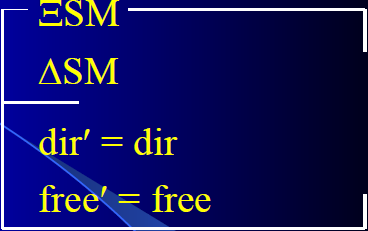 ΞSM
ΔSM
dir′ = dir
free′ = free